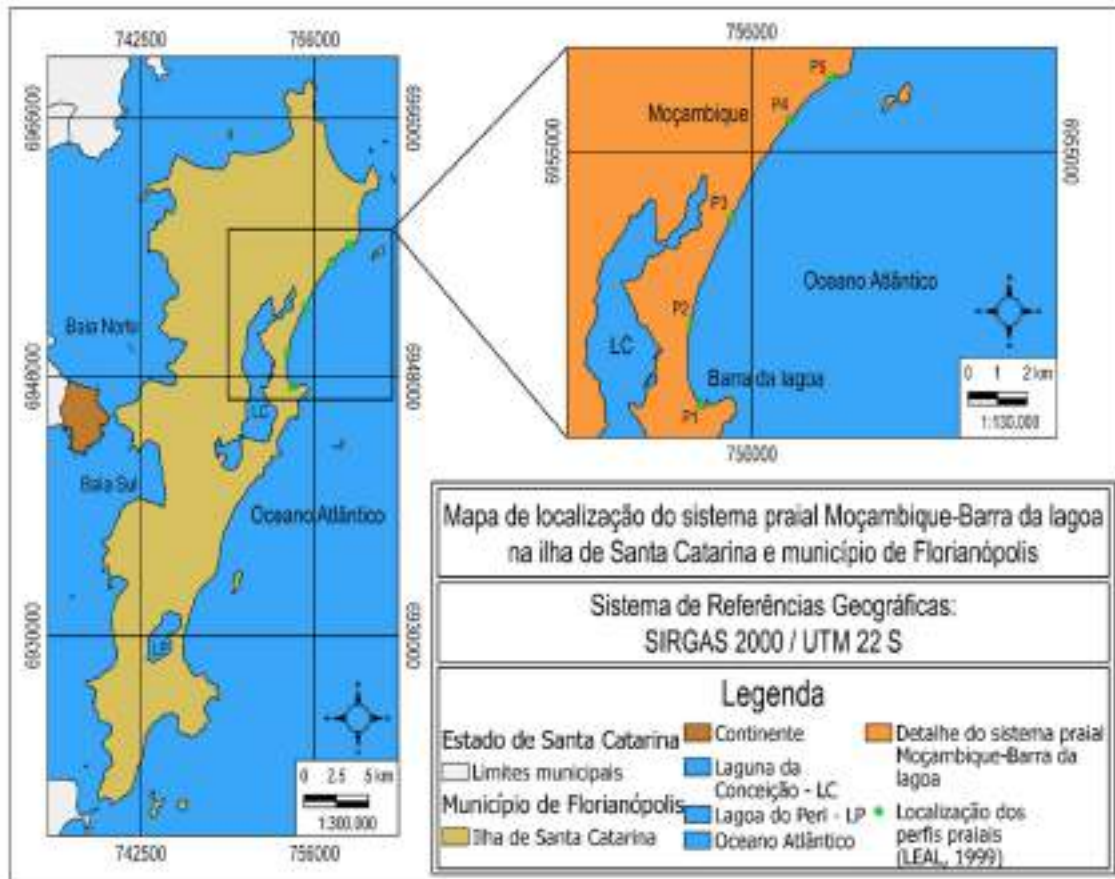 742500
756000
6966000
6966000
Baia Norte
6948000
6948000
LC
Baia Sul
Oceano Atlântico
6930000
6930000
LP
0 2.5 5 km
1:300.000
742500
756000
756000
P5
P4
Moçambique
6955000
6955000
P3
Oceano Atlântico
P2
LC
Barra da lagoa
P1
0 1 2 km
1:130.000
756000
Mapa de localização do sistema praial Moçambique-Barra da lagoa
na ilha de Santa Catarina e município de Florianópolis
Sistema de Referências Geográficas:
SIRGAS 2000 / UTM 22 S
Legenda
Estado de Santa Catarina
Limites municipais
Município de Florianópolis
Ilha de Santa Catarina
Continente
Laguna da
Conceição - LC
Lagoa do Peri - LP
Oceano Atlântico
Detalhe do sistema praial
Moçambique-Barra da
lagoa
Localização dos
perfis praiais
(LEAL, 1999)